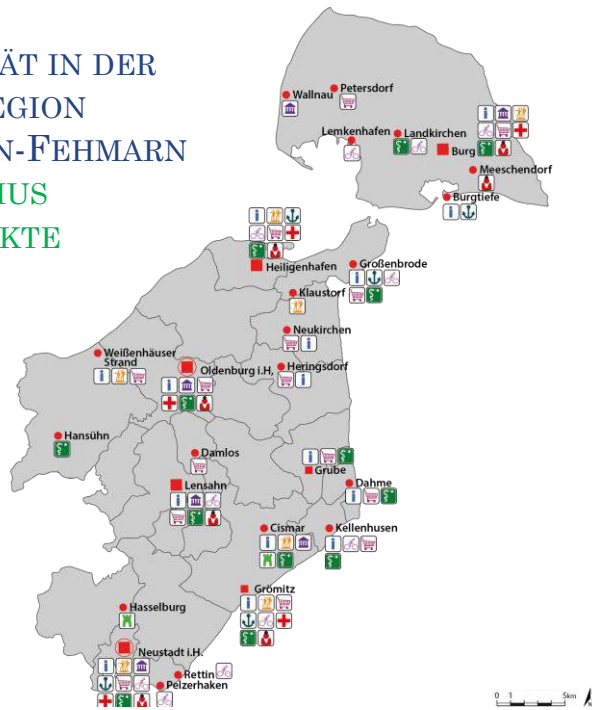 ÄT IN DER
EGION
N-FEHMARN
IUS
KTE
Wallnau
Petersdorf
Lemkenhafen
Landkirchen
Burg
Meeschendorf
Burgtiefe
Heiligenhafen
Großenbrode
Klaustorf
Neukirchen
Weißenhäuser
Strand
Oldenburg i.H,
Heringsdorf
Hansühn
Damlos
Grube
Lensahn
Dahme
Cismar
Kellenhusen
Grömitz
Hasselburg
Neustadt i.H.
Rettin
Pelzerhaken
0 1 5km
N